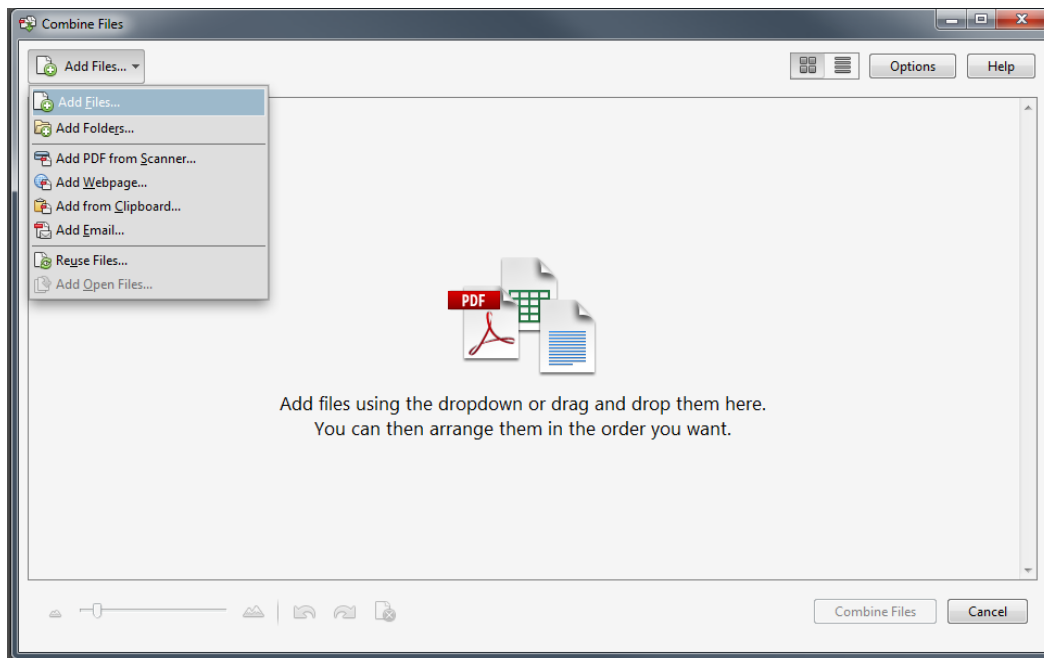 Combine Files
Add Files...
Options
Help
Add Files...
Add Folders...
Add PDF from Scanner...
Add Webpage...
Add from Clipboard...
Add Email...
Reuse Files...
Add Open Files...
PDF
Add files using the dropdown or drag and drop them here.
You can then arrange them in the order you want.
Combine Files
Cancel